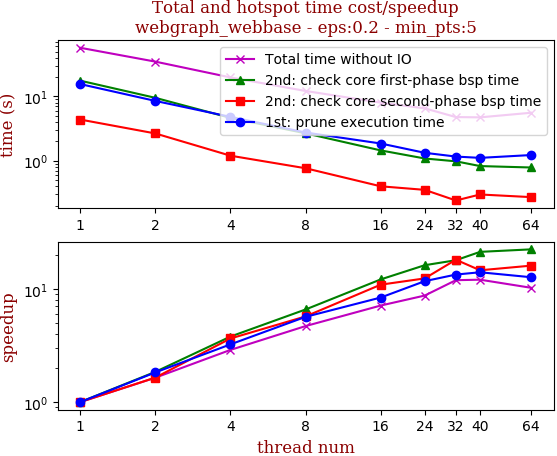 Total and hotspot time cost/speedup
webgraph_webbase - eps:0.2 - min_pts:5
time (s)
10¹
10⁰
Total time without IO
2nd: check core first-phase bsp time
2nd: check core second-phase bsp time
1st: prune execution time
1 2 4 8 16 24 32 40 64
speedup
10¹
10⁰
1 2 4 8 16 24 32 40 64
thread num